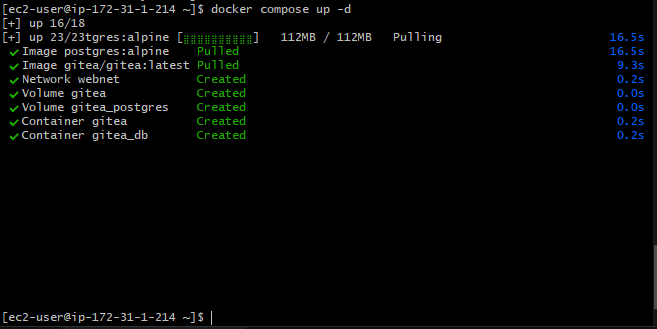 [ec2-user@ip-172-31-1-214 ~]$ docker compose up -d
[+] up 16/18
[+] up 23/23tgres:alpine [⣿⣿⣿⣿⣿⣿⣿⣿⣿⣿] 112MB / 112MB Pulling 16.5s
✔ Image postgres:alpine Pulled 16.5s
✔ Image gitea/gitea:latest Pulled 9.3s
✔ Network webnet Created 0.2s
✔ Volume gitea Created 0.0s
✔ Volume gitea_postgres Created 0.0s
✔ Container gitea Created 0.2s
✔ Container gitea_db Created 0.2s
[ec2-user@ip-172-31-1-214 ~]$